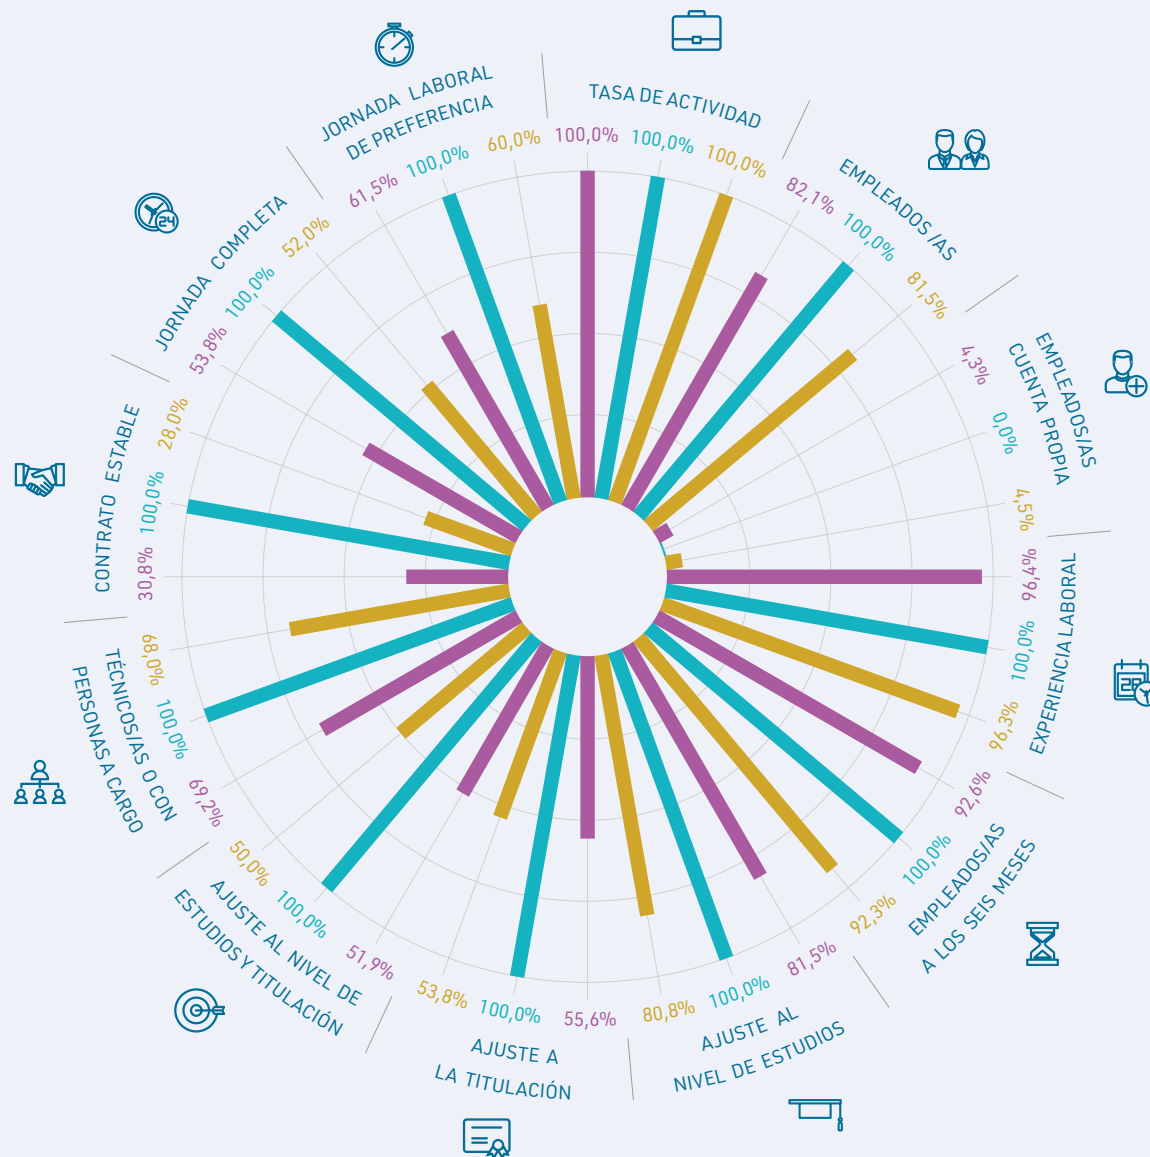 TASA DE ACTIVIDAD
100,0%
100,0%
100,0%
EMPLEADOS/AS
82,1%
100,0%
81,5%
EMPLEADOS/AS
CUENTA PROPIA
4,3%
0,0%
4,5%
EXPERIENCIA LABORAL
96,4%
100,0%
96,3%
EMPLEADOS/AS
A LOS SEIS MESES
92,6%
100,0%
92,3%
AJUSTE AL
NIVEL DE ESTUDIOS
81,5%
100,0%
80,8%
AJUSTE A
LA TITULACIÓN
55,6%
100,0%
53,8%
AJUSTE AL NIVEL DE
ESTUDIOS Y TITULACIÓN
51,9%
100,0%
50,0%
TÉCNICOS/AS O CON
PERSONAS A CARGO
69,2%
100,0%
68,0%
CONTRATO ESTABLE
30,8%
100,0%
28,0%
JORNADA COMPLETA
53,8%
100,0%
52,0%
JORNADA LABORAL
DE PREFERENCIA
61,5%
100,0%
60,0%
24